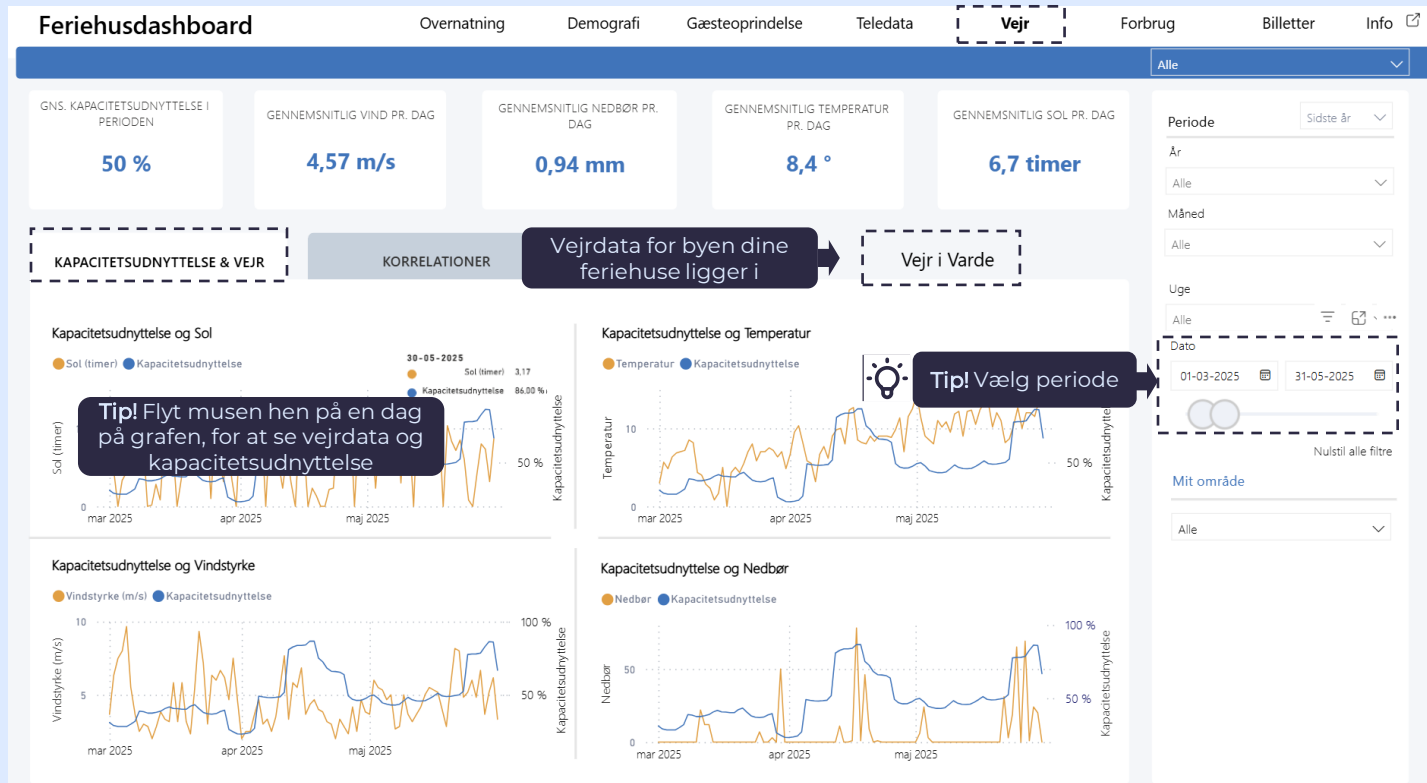 Feriehusdashboard
Overnatning Demografi Gæsteoprindelse Teledata Vejr Forbrug Billetter Info
Alle
GNS. KAPACITETSUDNYTTELSE I
PERIODEN
50 %
GENNEMSNITLIG VIND PR. DAG
4,57 m/s
GENNEMSNITLIG NEDBØR PR.
DAG
0,94 mm
GENNEMSNITLIG TEMPERATUR
PR. DAG
8,4 °
GENNEMSNITLIG SOL PR. DAG
6,7 timer
Periode
Sidste år
År
Alle
Måned
Alle
Uge
Alle
Dato
01-03-2025 31-05-2025
Nulstil alle filtre
Mit område
Alle
KAPACITETSUDNYTTELSE & VEJR
KORRELATIONER
Vejrdata for byen dine
feriehuse ligger i
Vejr i Varde
Kapacitetsudnyttelse og Sol
Sol (timer) Kapacitetsudnyttelse
30-05-2025
Sol (timer) 3,17
Kapacitetsudnyttelse 86,00 %
Tip! Flyt musen hen på en dag
på grafen, for at se vejrdata og
kapacitetsudnyttelse
Sol (timer)
50 %
Kapacitetsudnyttelse
0
mar 2025 apr 2025 maj 2025
Kapacitetsudnyttelse og Temperatur
Temperatur Kapacitetsudnyttelse
Tip! Vælg periode
Temperatur
10
50 %
Kapacitetsudnyttelse
0
mar 2025 apr 2025 maj 2025
Kapacitetsudnyttelse og Vindstyrke
Vindstyrke (m/s) Kapacitetsudnyttelse
10
100 %
Vindstyrke (m/s)
5
50 %
Kapacitetsudnyttelse
mar 2025 apr 2025 maj 2025
Kapacitetsudnyttelse og Nedbør
Nedbør Kapacitetsudnyttelse
100 %
Nedbør
50
50 %
Kapacitetsudnyttelse
0
mar 2025 apr 2025 maj 2025